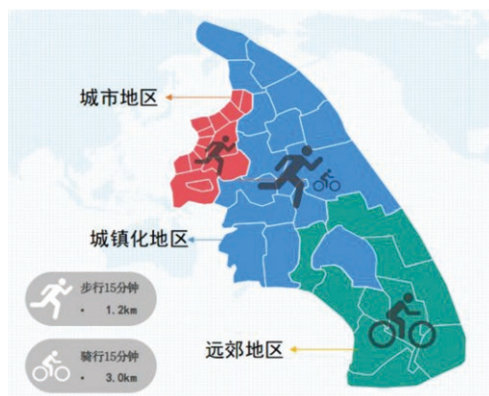 城市地区
城镇化地区
步行15分钟
• 1.2km
远郊地区
骑行15分钟
• 3.0km